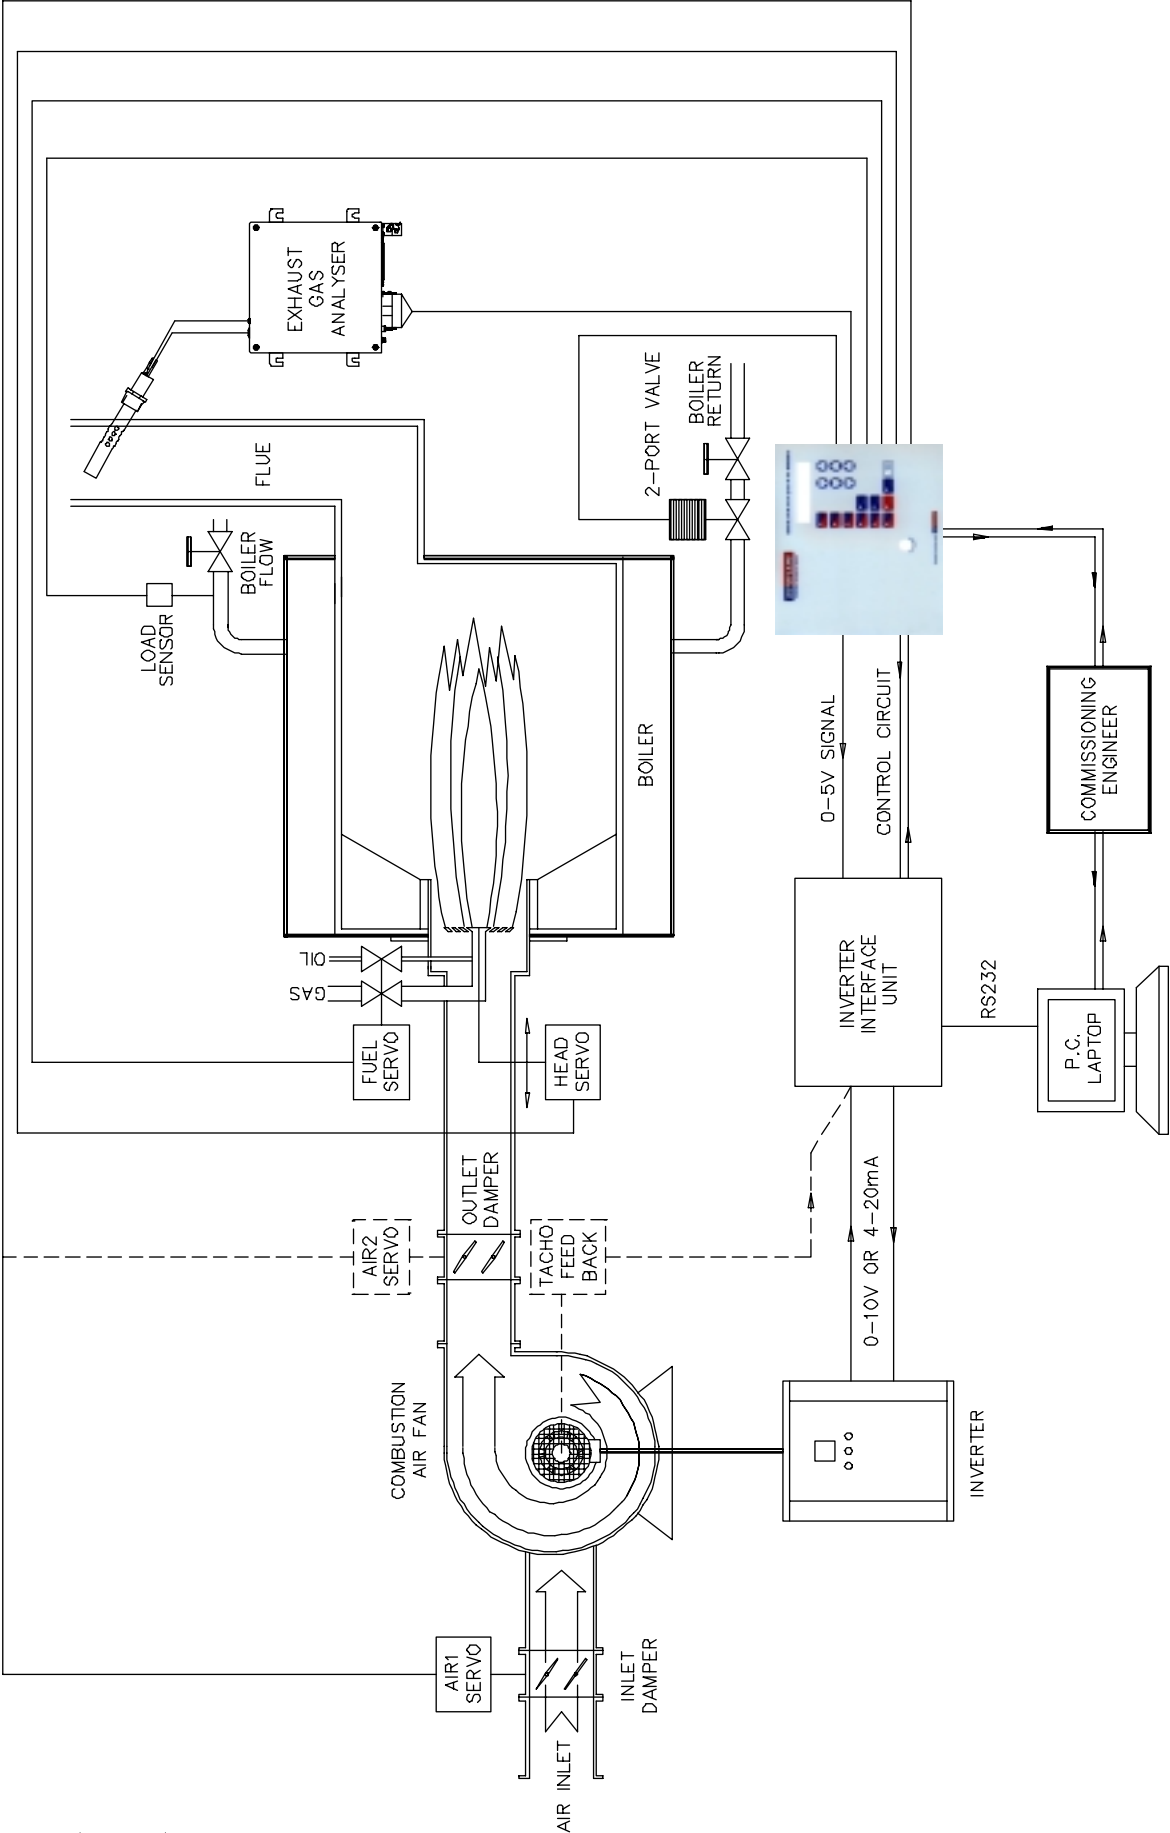 EXHAUST
GAS
ANALYSER
FLUE
2-PORT VALVE
BOILER
RETURN
BOILER
FLOW
LOAD
SENSOR
BOILER
0-5V SIGNAL
CONTROL CIRCUIT
COMMISSIONING
ENGINEER
OIL
GAS
FUEL
SERVO
HEAD
SERVO
INVERTER
INTERFACE
UNIT
RS232
P.C.
LAPTOP
OUTLET
DAMPER
AIR2
SERVO
TACHO
FEED
BACK
0-10V OR 4-20mA
COMBUSTION
AIR FAN
INVERTER
AIR1
SERVO
INLET
DAMPER
AIR INLET